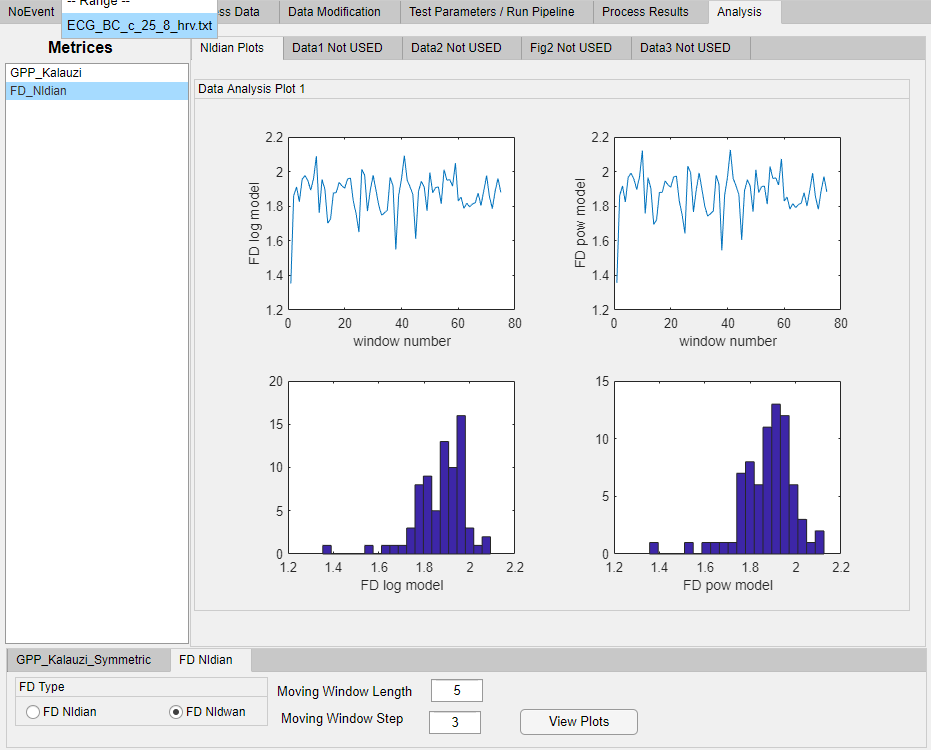 NoEvent
-- Range --
ss Data
Data Modification
Test Parameters / Run Pipeline
Process Results
Analysis
ECG_BC_c_25_8_hrv.txt
Metrices
GPP_Kalauzi
FD_Nldian
Nldian Plots
Data1 Not USED
Data2 Not USED
Fig2 Not USED
Data3 Not USED
Data Analysis Plot 1
2.2
2
1.8
1.6
1.4
1.2
FD log model
0 20 40 60 80
window number
2.2
2
1.8
1.6
1.4
1.2
FD pow model
0 20 40 60 80
window number
20
15
10
5
0
1.2 1.4 1.6 1.8 2 2.2
FD log model
15
10
5
0
1.2 1.4 1.6 1.8 2 2.2
FD pow model
GPP_Kalauzi_Symmetric
FD Nldian
FD Type
FD Nldian
FD Nldwan
Moving Window Length
5
Moving Window Step
3
View Plots